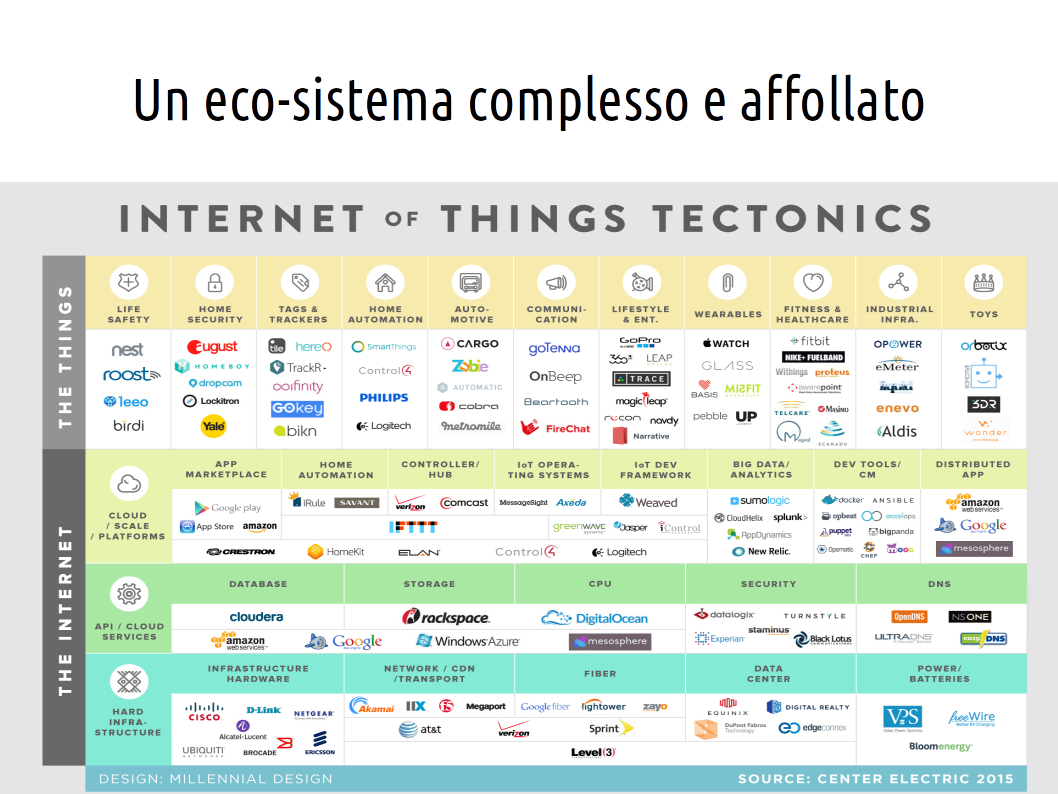 Un eco-sistema complesso e affollato
INTERNET OF THINGS TECTONICS
THE THINGS
LIFE SAFETY
HOME SECURITY
TAGS & TRACKERS
HOME AUTOMATION
AUTO-MOTIVE
COMMUNI-CATION
LIFESTYLE & ENT.
WEARABLES
FITNESS & HEALTHCARE
INDUSTRIAL INFRA.
TOYS
nest
roost
leeo
birdi
august
HOMEBOY
dropcam
Lockitron
Yale
tile hereO
TrackR
ooifinity
GOkey
bikn
SmartThings
Control4
PHILIPS
Logitech
CARGO
Zubie
AUTOMATIC
cobra
metromile
goTenna
OnBeep
Beartooth
FireChat
GoPro
360 LEAP
TRACE
magic leap
recon navdy
Narrative
WATCH
GLASS
BASIS MISFIT
pebble UP
fitbit
NIKE+ FUELBAND
Withings proteus
awarepoint
TELCARE MASIMO
SCANADU
OPOWER
eMeter
enevo
Aldis
orbotix
3DR
wonder
workshop
THE INTERNET
CLOUD / SCALE / PLATFORMS
APP MARKETPLACE
HOME AUTOMATION
CONTROLLER/ HUB
IoT OPERA-TING SYSTEMS
IoT DEV FRAMEWORK
BIG DATA/ ANALYTICS
DEV TOOLS/ CM
DISTRIBUTED APP
Google play
App Store amazon
iRule SAVANT
verizon Comcast
MessageSight Axeda
Weaved
IFTTT
greenwave systems Jasper iControl
CRESTRON HomeKit ELAN Control4 Logitech
sumologic
CloudHelix splunk>
AppDynamics
New Relic.
docker ANSIBLE
opbeat accelops
puppet labs bigpanda
Opsmatic CHEF
amazon web services
Google
mesosphere
API / CLOUD SERVICES
DATABASE
STORAGE
CPU
SECURITY
DNS
cloudera
rackspace.
DigitalOcean
amazon web services Google Windows Azure mesosphere
datalogix TURNSTYLE
Experian staminus Black Lotus
OpenDNS NSONE
ULTRADNS easyDNS
HARD INFRA-STRUCTURE
INFRASTRUCTURE HARDWARE
NETWORK / CDN /TRANSPORT
FIBER
DATA CENTER
POWER/ BATTERIES
CISCO D-Link NETGEAR
Alcatel-Lucent
UBIQUITI NETWORKS BROCADE ERICSSON
Akamai IIX f5 Megaport
Google fiber lightower zayo
at&t verizon Sprint
Level(3)
EQUINIX DIGITAL REALTY
DuPont Fabros Technology edgeconnex
VPS freeWire
Bloomenergy
DESIGN: MILLENNIAL DESIGN
SOURCE: CENTER ELECTRIC 2015